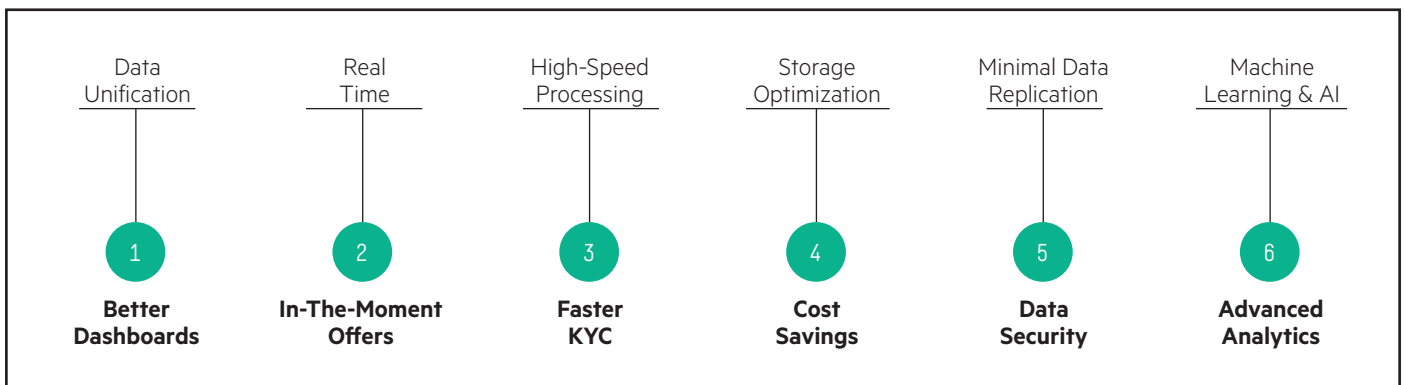 Data
Unification
Real
Time
High-Speed
Processing
Storage
Optimization
Minimal Data
Replication
Machine
Learning & AI
1
2
3
4
5
6
Better
Dashboards
In-The-Moment
Offers
Faster
KYC
Cost
Savings
Data
Security
Advanced
Analytics